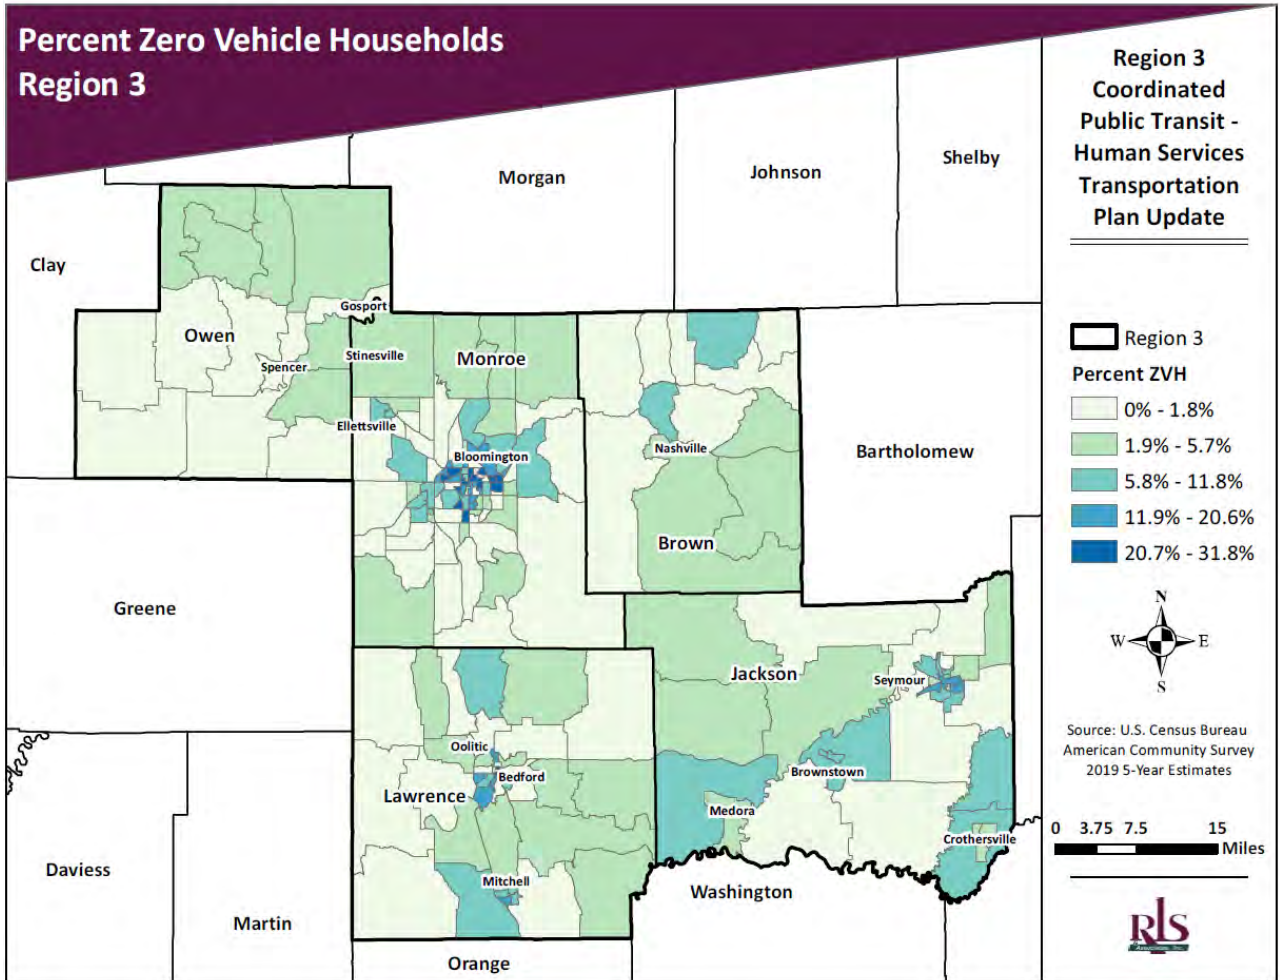 Percent Zero Vehicle Households
Region 3
Region 3
Coordinated
Public Transit -
Human Services
Transportation
Plan Update
Shelby
Johnson
Morgan
Clay
Gosport
Owen
Stinesville
Monroe
Spencer
Ellettsville
Bloomington
Nashville
Bartholomew
Brown
Greene
Jackson
Seymour
Oolitic
Bedford
Brownstown
Lawrence
Medora
Crothersville
Daviess
Mitchell
Washington
Martin
Orange
Region 3
Percent ZVH
0% - 1.8%
1.9% - 5.7%
5.8% - 11.8%
11.9% - 20.6%
20.7% - 31.8%
N
W E
S
Source: U.S. Census Bureau
American Community Survey
2019 5-Year Estimates
0 3.75 7.5 15
Miles
RLS
& Associates, Inc.